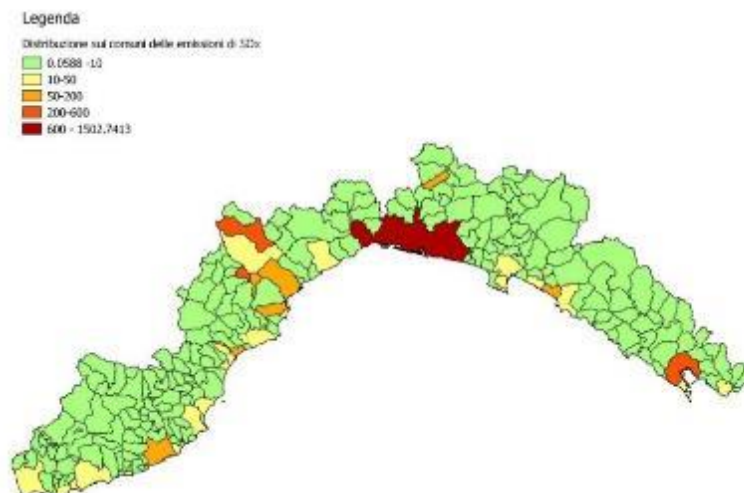 Legenda
Distribuzione sui comuni delle emissioni di SOx
0.0588 -10
10-50
50-200
200-600
600 - 1502.7413